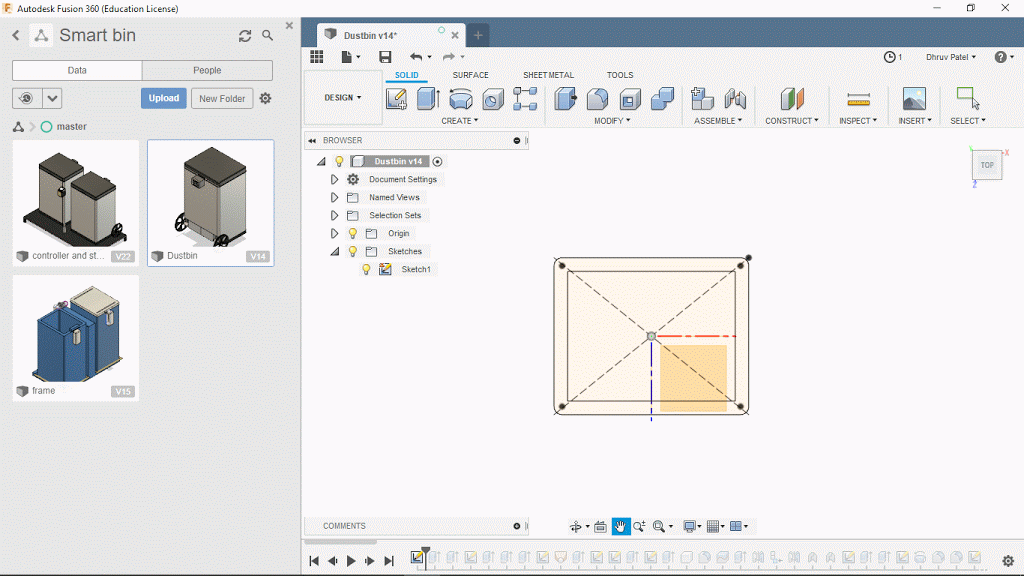 Autodesk Fusion 360 (Education License)
Smart bin
Data
People
Upload
New Folder
master
controller and st...
V22
Dustbin
V14
frame
V15
Dustbin v14*
1
Dhruv Patel
DESIGN
SOLID
SURFACE
SHEET METAL
TOOLS
CREATE
MODIFY
ASSEMBLE
CONSTRUCT
INSPECT
INSERT
SELECT
BROWSER
Dustbin v14
Document Settings
Named Views
Selection Sets
Origin
Sketches
Sketch1
TOP
X
Z
COMMENTS